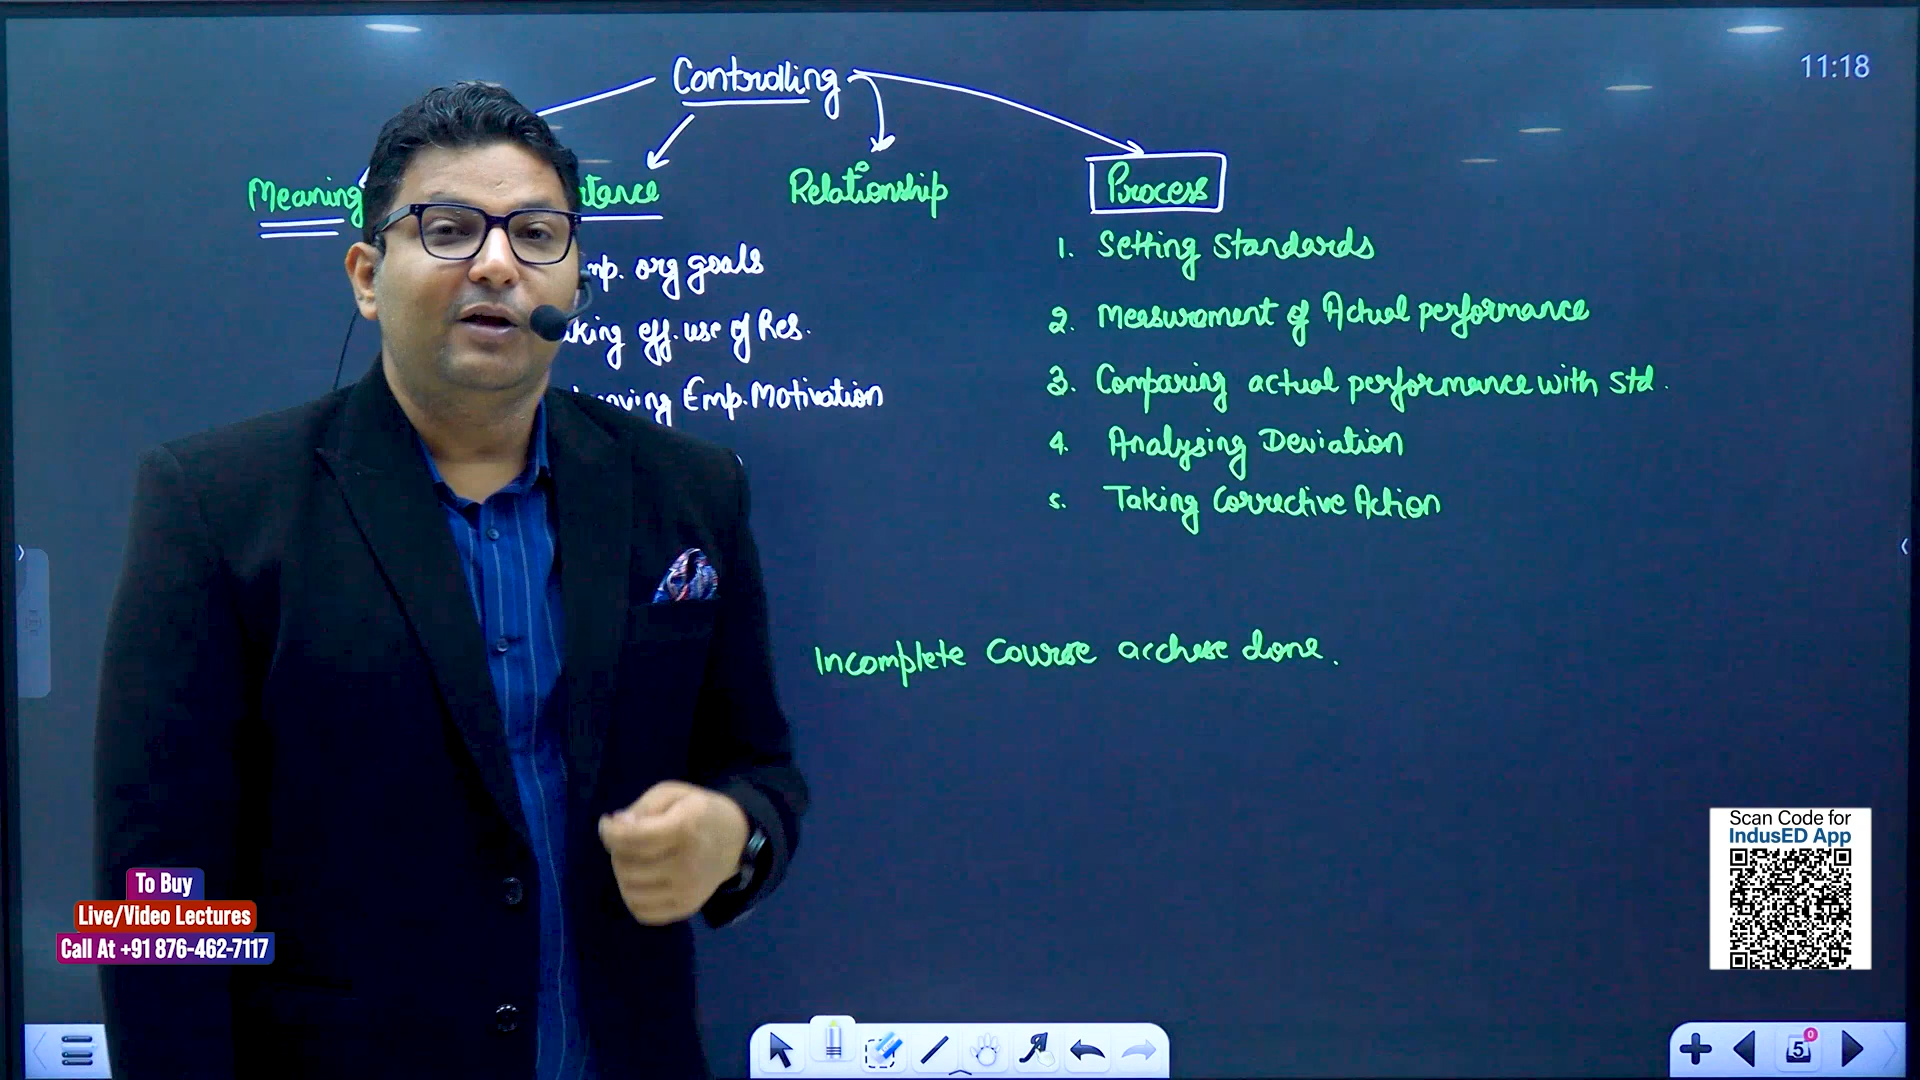 Controlling
11:18
Meaning
Relationship
Process
org goals
1. Setting Standards
eff. use of Res.
2. Measurement of Actual performance
Emp. Motivation
3. Comparing actual performance with Std.
4. Analysing Deviation
5. Taking Corrective Action
Incomplete course done.
Scan Code for
IndusED App
To Buy
Live/Video Lectures
Call At +91 876-462-7117
5
0